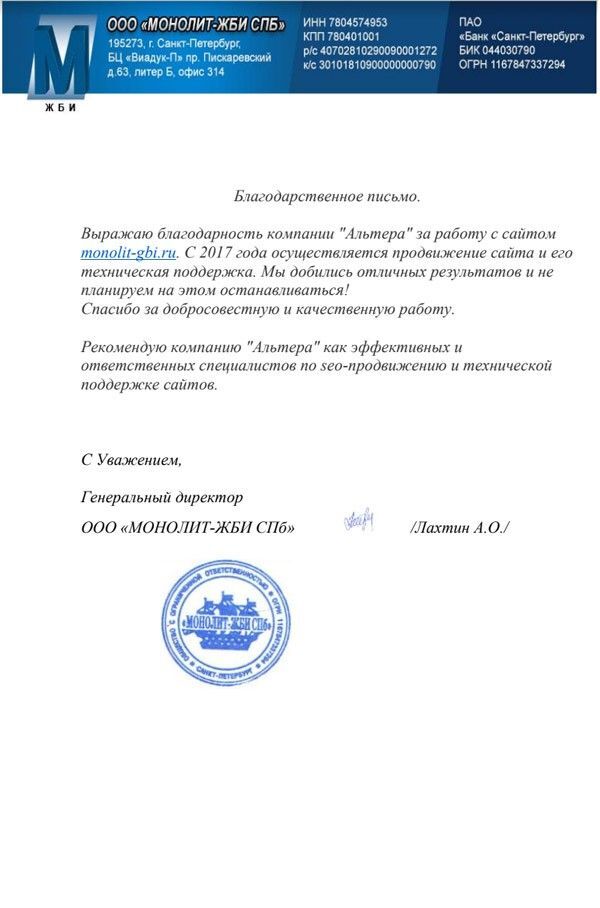 М
ЖБИ
ООО «МОНОЛИТ-ЖБИ СПБ»
195273, г. Санкт-Петербург,
БЦ «Виадук-П» пр. Пискаревский
д.63, литер Б, офис 314
ИНН 7804574953
КПП 780401001
р/с 40702810290090001272
к/с 30101810900000000790
ПАО
«Банк «Санкт-Петербург»
БИК 044030790
ОГРН 1167847337294
Благодарственное письмо.
Выражаю благодарность компании "Альтера" за работу с сайтом
monolit-gbi.ru. С 2017 года осуществляется продвижение сайта и его
техническая поддержка. Мы добились отличных результатов и не
планируем на этом останавливаться!
Спасибо за добросовестную и качественную работу.
Рекомендую компанию "Альтера" как эффективных и
ответственных специалистов по seo-продвижению и технической
поддержке сайтов.
С Уважением,
Генеральный директор
ООО «МОНОЛИТ-ЖБИ СПб» /Лахтин А.О./
ОБЩЕСТВО С ОГРАНИЧЕННОЙ ОТВЕТСТВЕННОСТЬЮ ОГРН 1167847337294
«МОНОЛИТ-ЖБИ СПб»
САНКТ-ПЕТЕРБУРГ